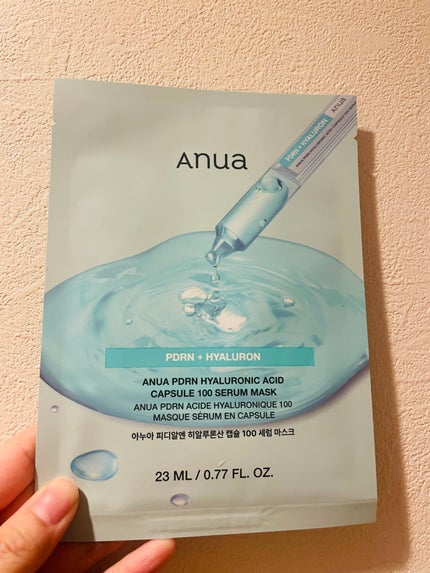 Anua
PDRN + HYALURON
Anua
PDRN + HYALURON
ANUA PDRN HYALURONIC ACID
CAPSULE 100 SERUM MASK
ANUA PDRN ACIDE HYALURONIQUE 100
MASQUE SÉRUM EN CAPSULE
아누아 피디알엔 히알루론산 캡슐 100 세럼 마스크
23 ML / 0.77 FL. OZ.